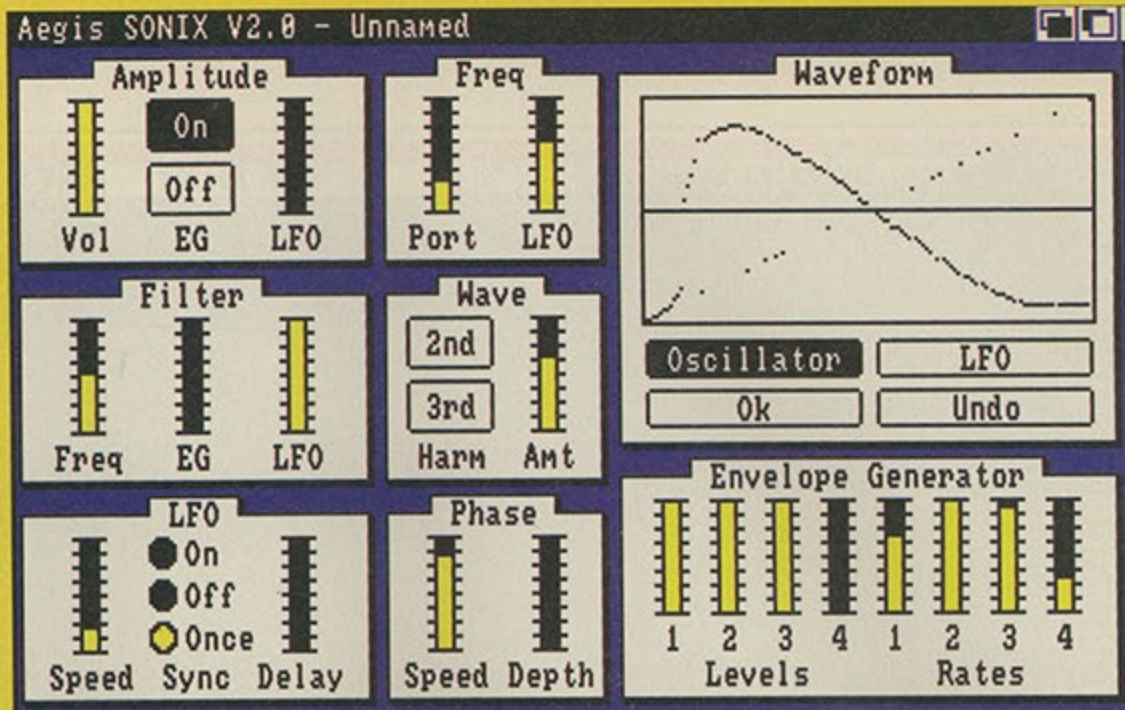 Aegis SONIX V2.0 - Unnamed
Amplitude
On
Off
Vol EG LFO
Freq
Port LFO
Waveform
Oscillator LFO
Ok Undo
Filter
Freq EG LFO
Wave
2nd
3rd
Harm Amt
LFO
On
Off
Once
Speed Sync Delay
Phase
Speed Depth
Envelope Generator
1 2 3 4 1 2 3 4
Levels Rates